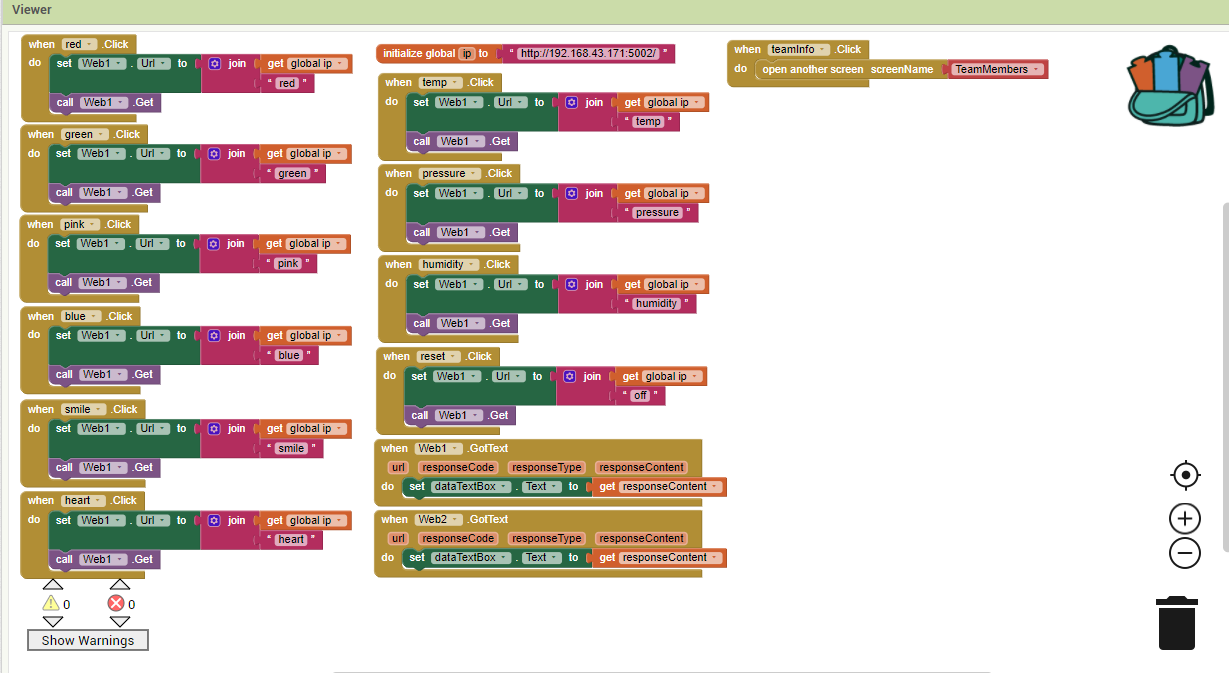 Viewer
when red .Click
do set Web1 . Url to join get global ip
" red "
call Web1 .Get
when green .Click
do set Web1 . Url to join get global ip
" green "
call Web1 .Get
when pink .Click
do set Web1 . Url to join get global ip
" pink "
call Web1 .Get
when blue .Click
do set Web1 . Url to join get global ip
" blue "
call Web1 .Get
when smile .Click
do set Web1 . Url to join get global ip
" smile "
call Web1 .Get
when heart .Click
do set Web1 . Url to join get global ip
" heart "
call Web1 .Get
0 0
Show Warnings
initialize global ip to " http://192.168.43.171:5002/ "
when temp .Click
do set Web1 . Url to join get global ip
" temp "
call Web1 .Get
when pressure .Click
do set Web1 . Url to join get global ip
" pressure "
call Web1 .Get
when humidity .Click
do set Web1 . Url to join get global ip
" humidity "
call Web1 .Get
when reset .Click
do set Web1 . Url to join get global ip
" off "
call Web1 .Get
when Web1 .GotText
url responseCode responseType responseContent
do set dataTextBox . Text to get responseContent
when Web2 .GotText
url responseCode responseType responseContent
do set dataTextBox . Text to get responseContent
when teamInfo .Click
do open another screen screenName TeamMembers